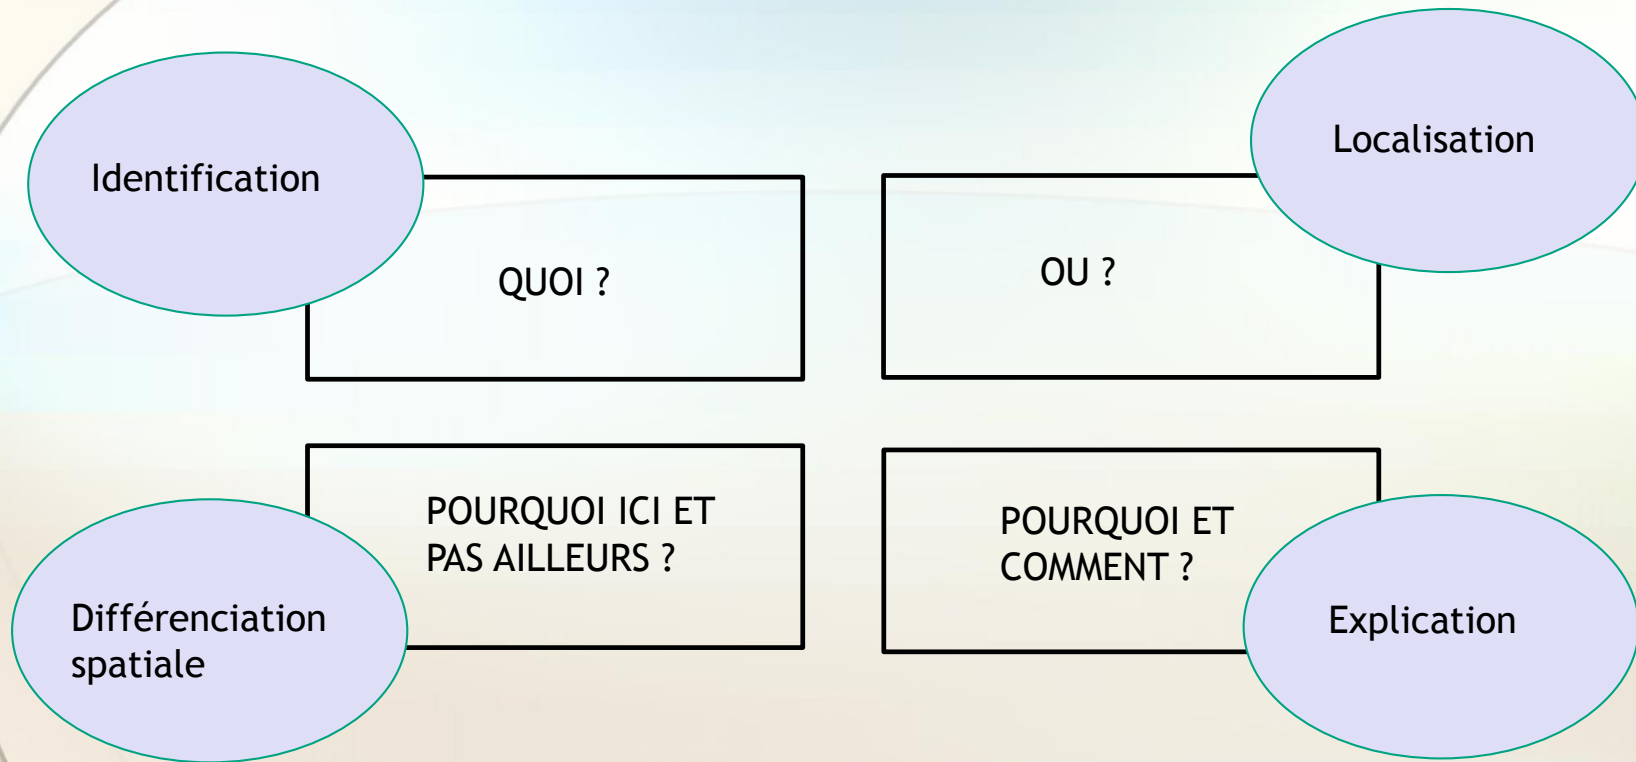 Identification
QUOI ?
Localisation
OU ?
Différenciation
spatiale
POURQUOI ICI ET
PAS AILLEURS ?
POURQUOI ET
COMMENT ?
Explication